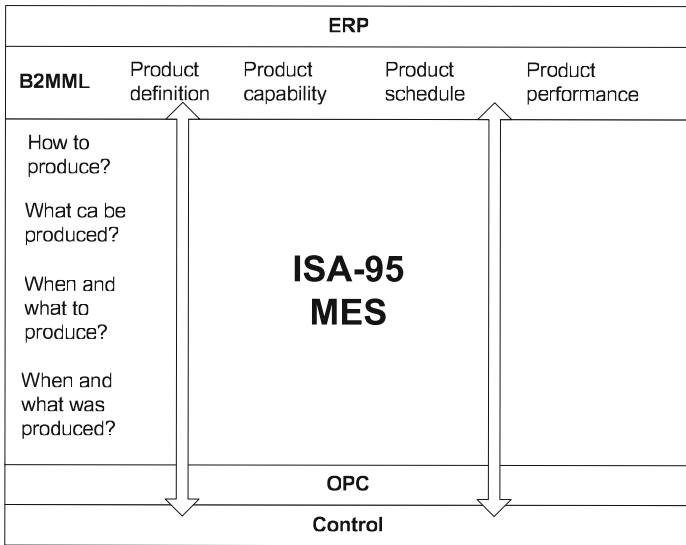 ERP
B2MML
Product
definition
Product
capability
Product
schedule
Product
performance
How to
produce?
What ca be
produced?
When and
what to
produce?
When and
what was
produced?
ISA-95
MES
OPC
Control